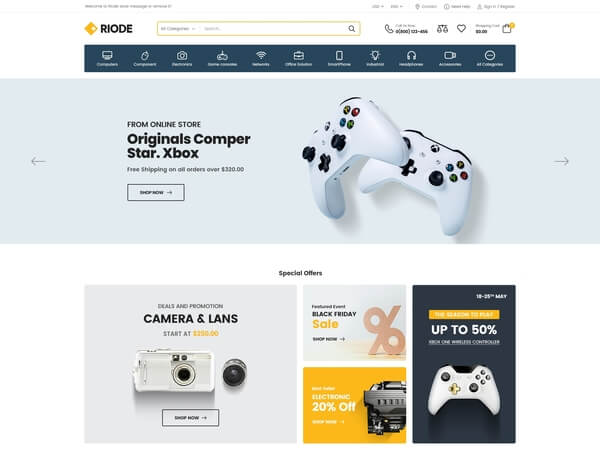 Welcome to Riode store message or remove it!
USD
ENG
Contact
Need Help
Sign in / Register
RIODE
All Categories
Search...
Call Us Now:
0(800) 123-456
Shopping Cart:
$0.00
Computers
Component
Electronics
Game consoles
Networks
Office Solution
SmartPhone
Industrial
Headphones
Accessories
All Categories
FROM ONLINE STORE
Originals Comper
Star. Xbox
Free Shipping on all orders over $320.00
SHOP NOW
Special Offers
DEALS AND PROMOTION
CAMERA & LANS
START AT $250.00
SHOP NOW
Featured Event
BLACK FRIDAY
Sale
SHOP NOW
%
Best Seller
ELECTRONIC
20% Off
SHOP NOW
18-25TH MAY
THE SEASON TO PLAY
UP TO 50%
XBOX ONE WIRELESS CONTROLLER